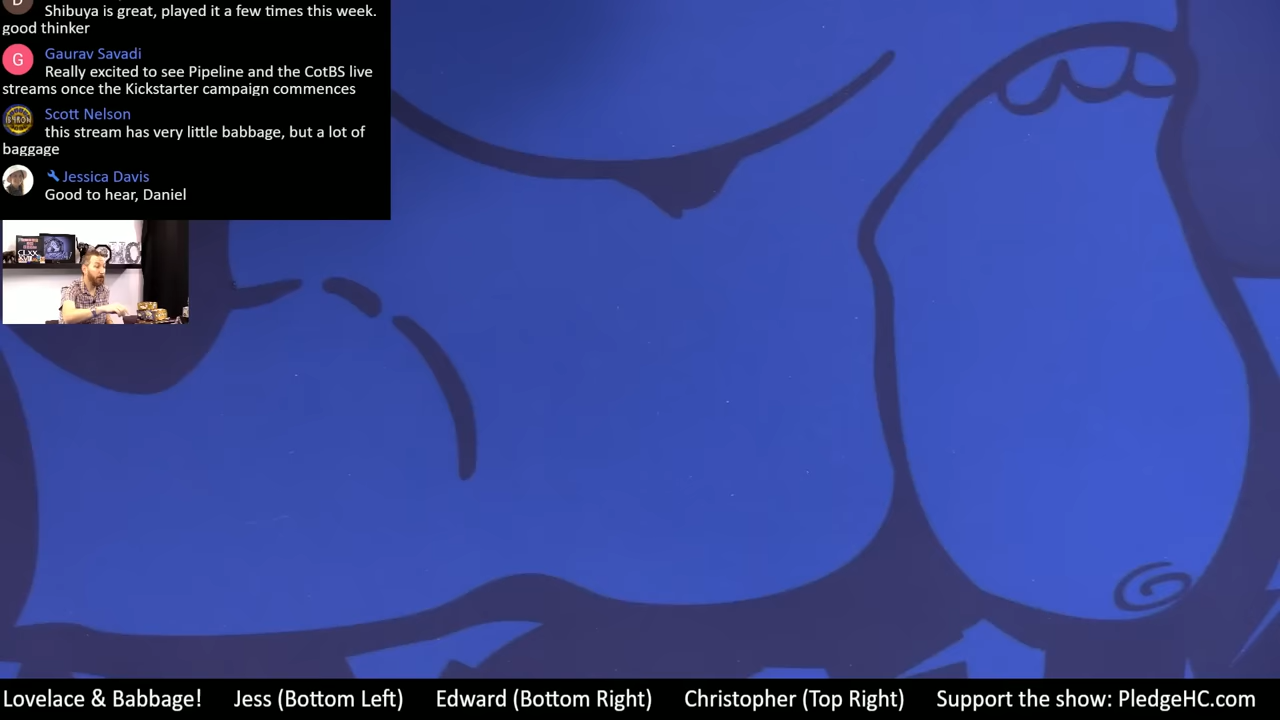 Shibuya is great, played it a few times this week.
good thinker
G
Gaurav Savadi
Really excited to see Pipeline and the CotBS live
streams once the Kickstarter campaign commences
Scott Nelson
this stream has very little babbage, but a lot of
baggage
Jessica Davis
Good to hear, Daniel
Lovelace & Babbage! Jess (Bottom Left) Edward (Bottom Right) Christopher (Top Right) Support the show: PledgeHC.com